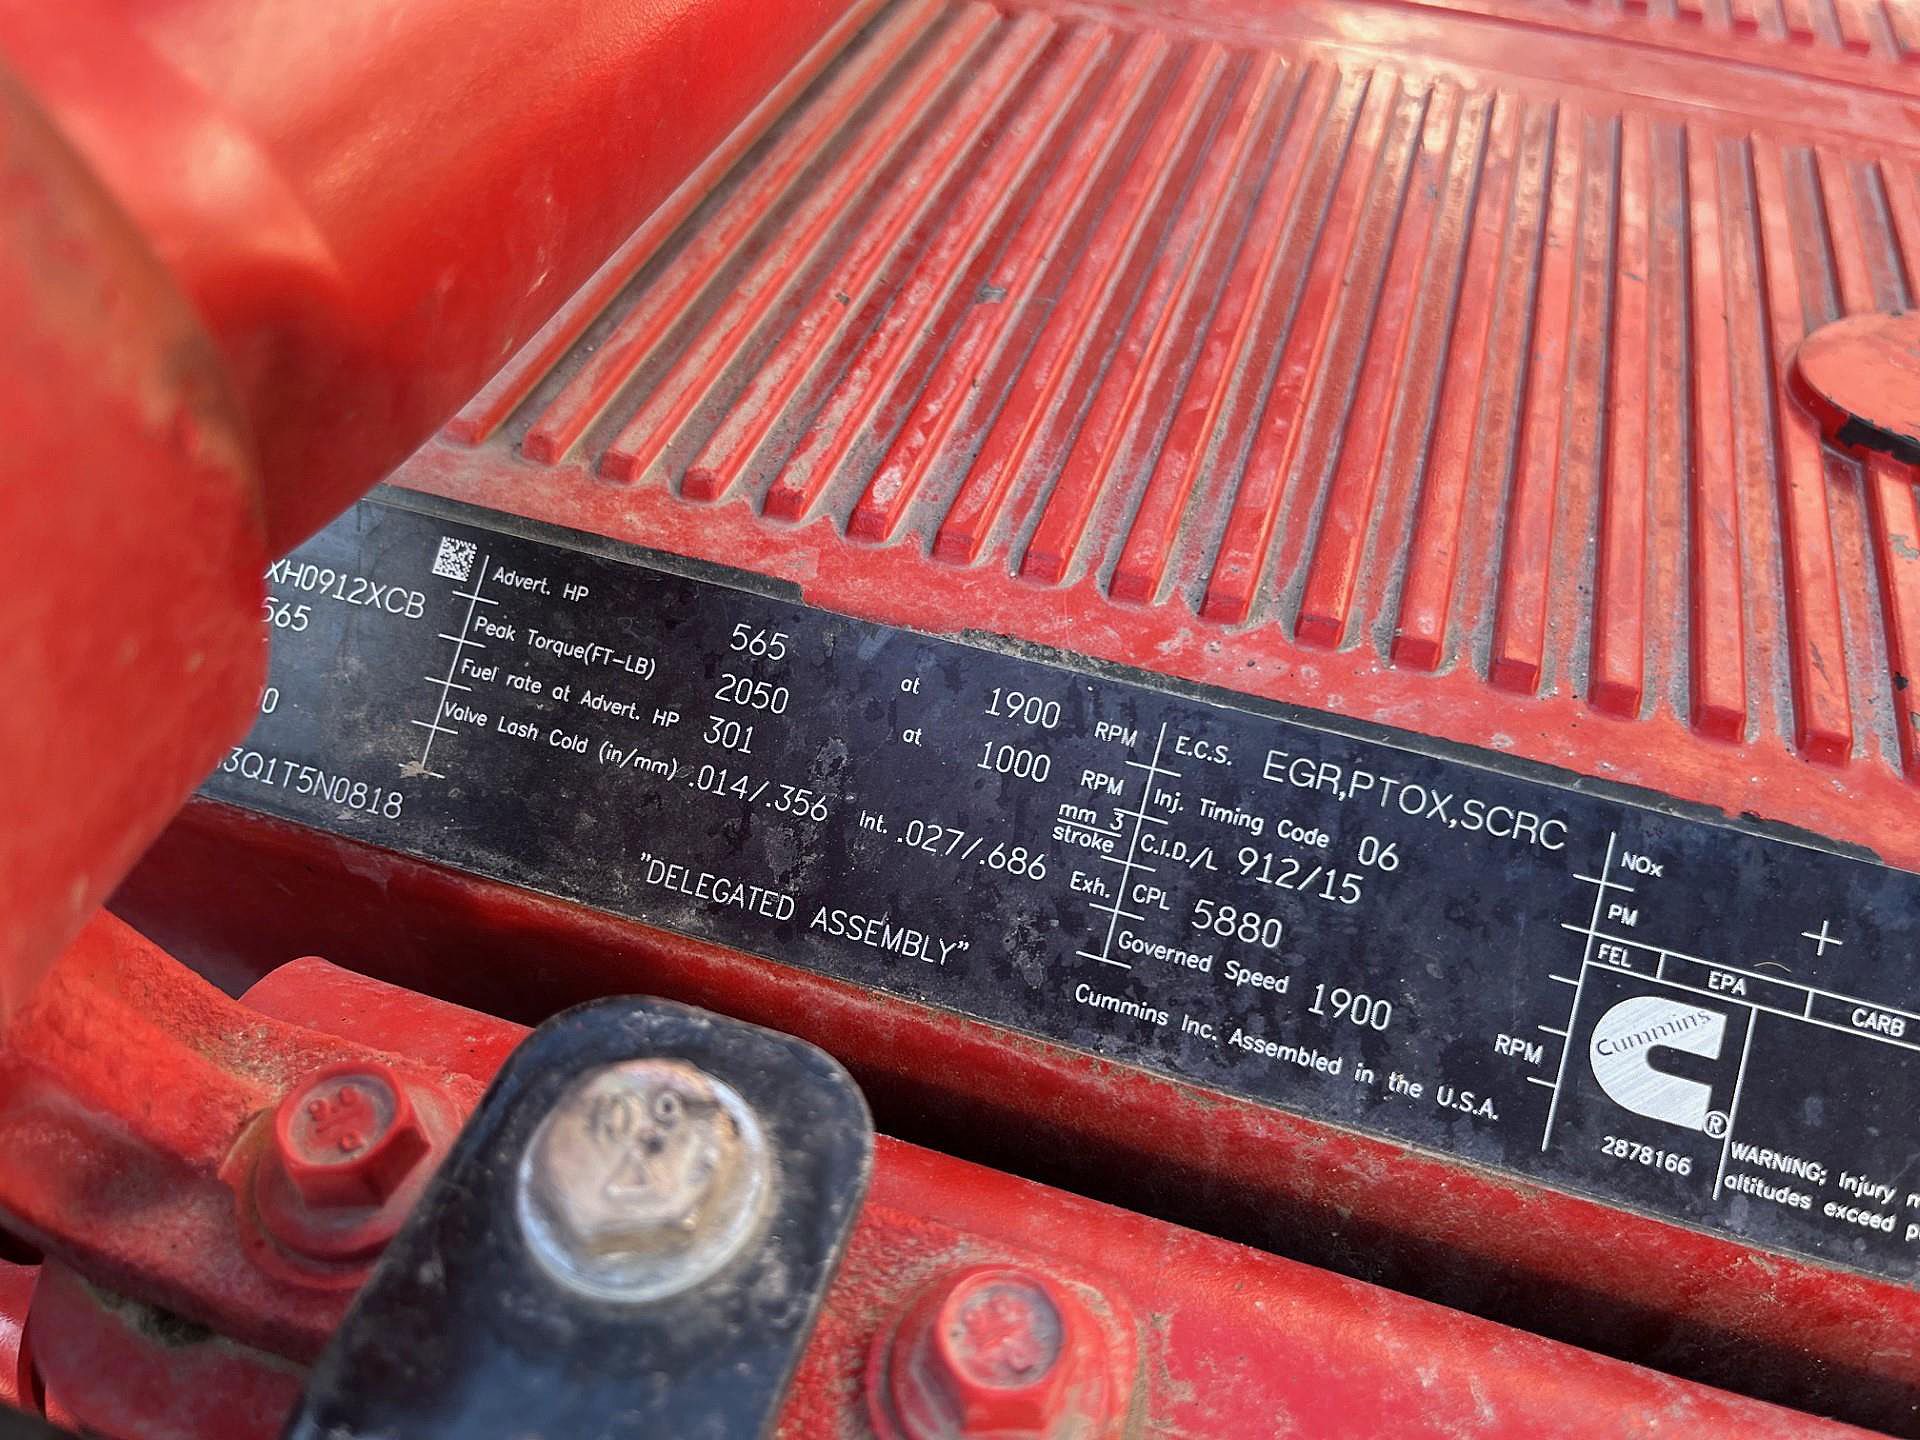 XH0912XCB
565
0
3Q1T5N0818
Advert. HP 565 at 1900 RPM
Peak Torque(FT-LB) 2050 at 1000 RPM
Fuel rate at Advert. HP 301 mm 3 stroke
Valve Lash Cold (in/mm) .014/.356 Int. .027/.686 Exh.
"DELEGATED ASSEMBLY"
E.C.S. EGR,PTOX,SCRC
Inj. Timing Code 06
C.I.D./L 912/15
CPL 5880
Governed Speed 1900 RPM
Cummins Inc. Assembled in the U.S.A.
NOx
PM
FEL EPA CARB
Cummins
®
2878166
WARNING; Injury
altitudes exceed
10.9